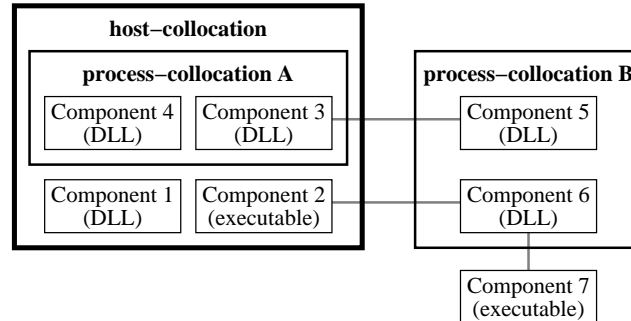 host−collocation
process−collocation A
process−collocation B
Component 4
(DLL)
Component 3
(DLL)
Component 5
(DLL)
Component 1
(DLL)
Component 2
(executable)
Component 6
(DLL)
Component 7
(executable)